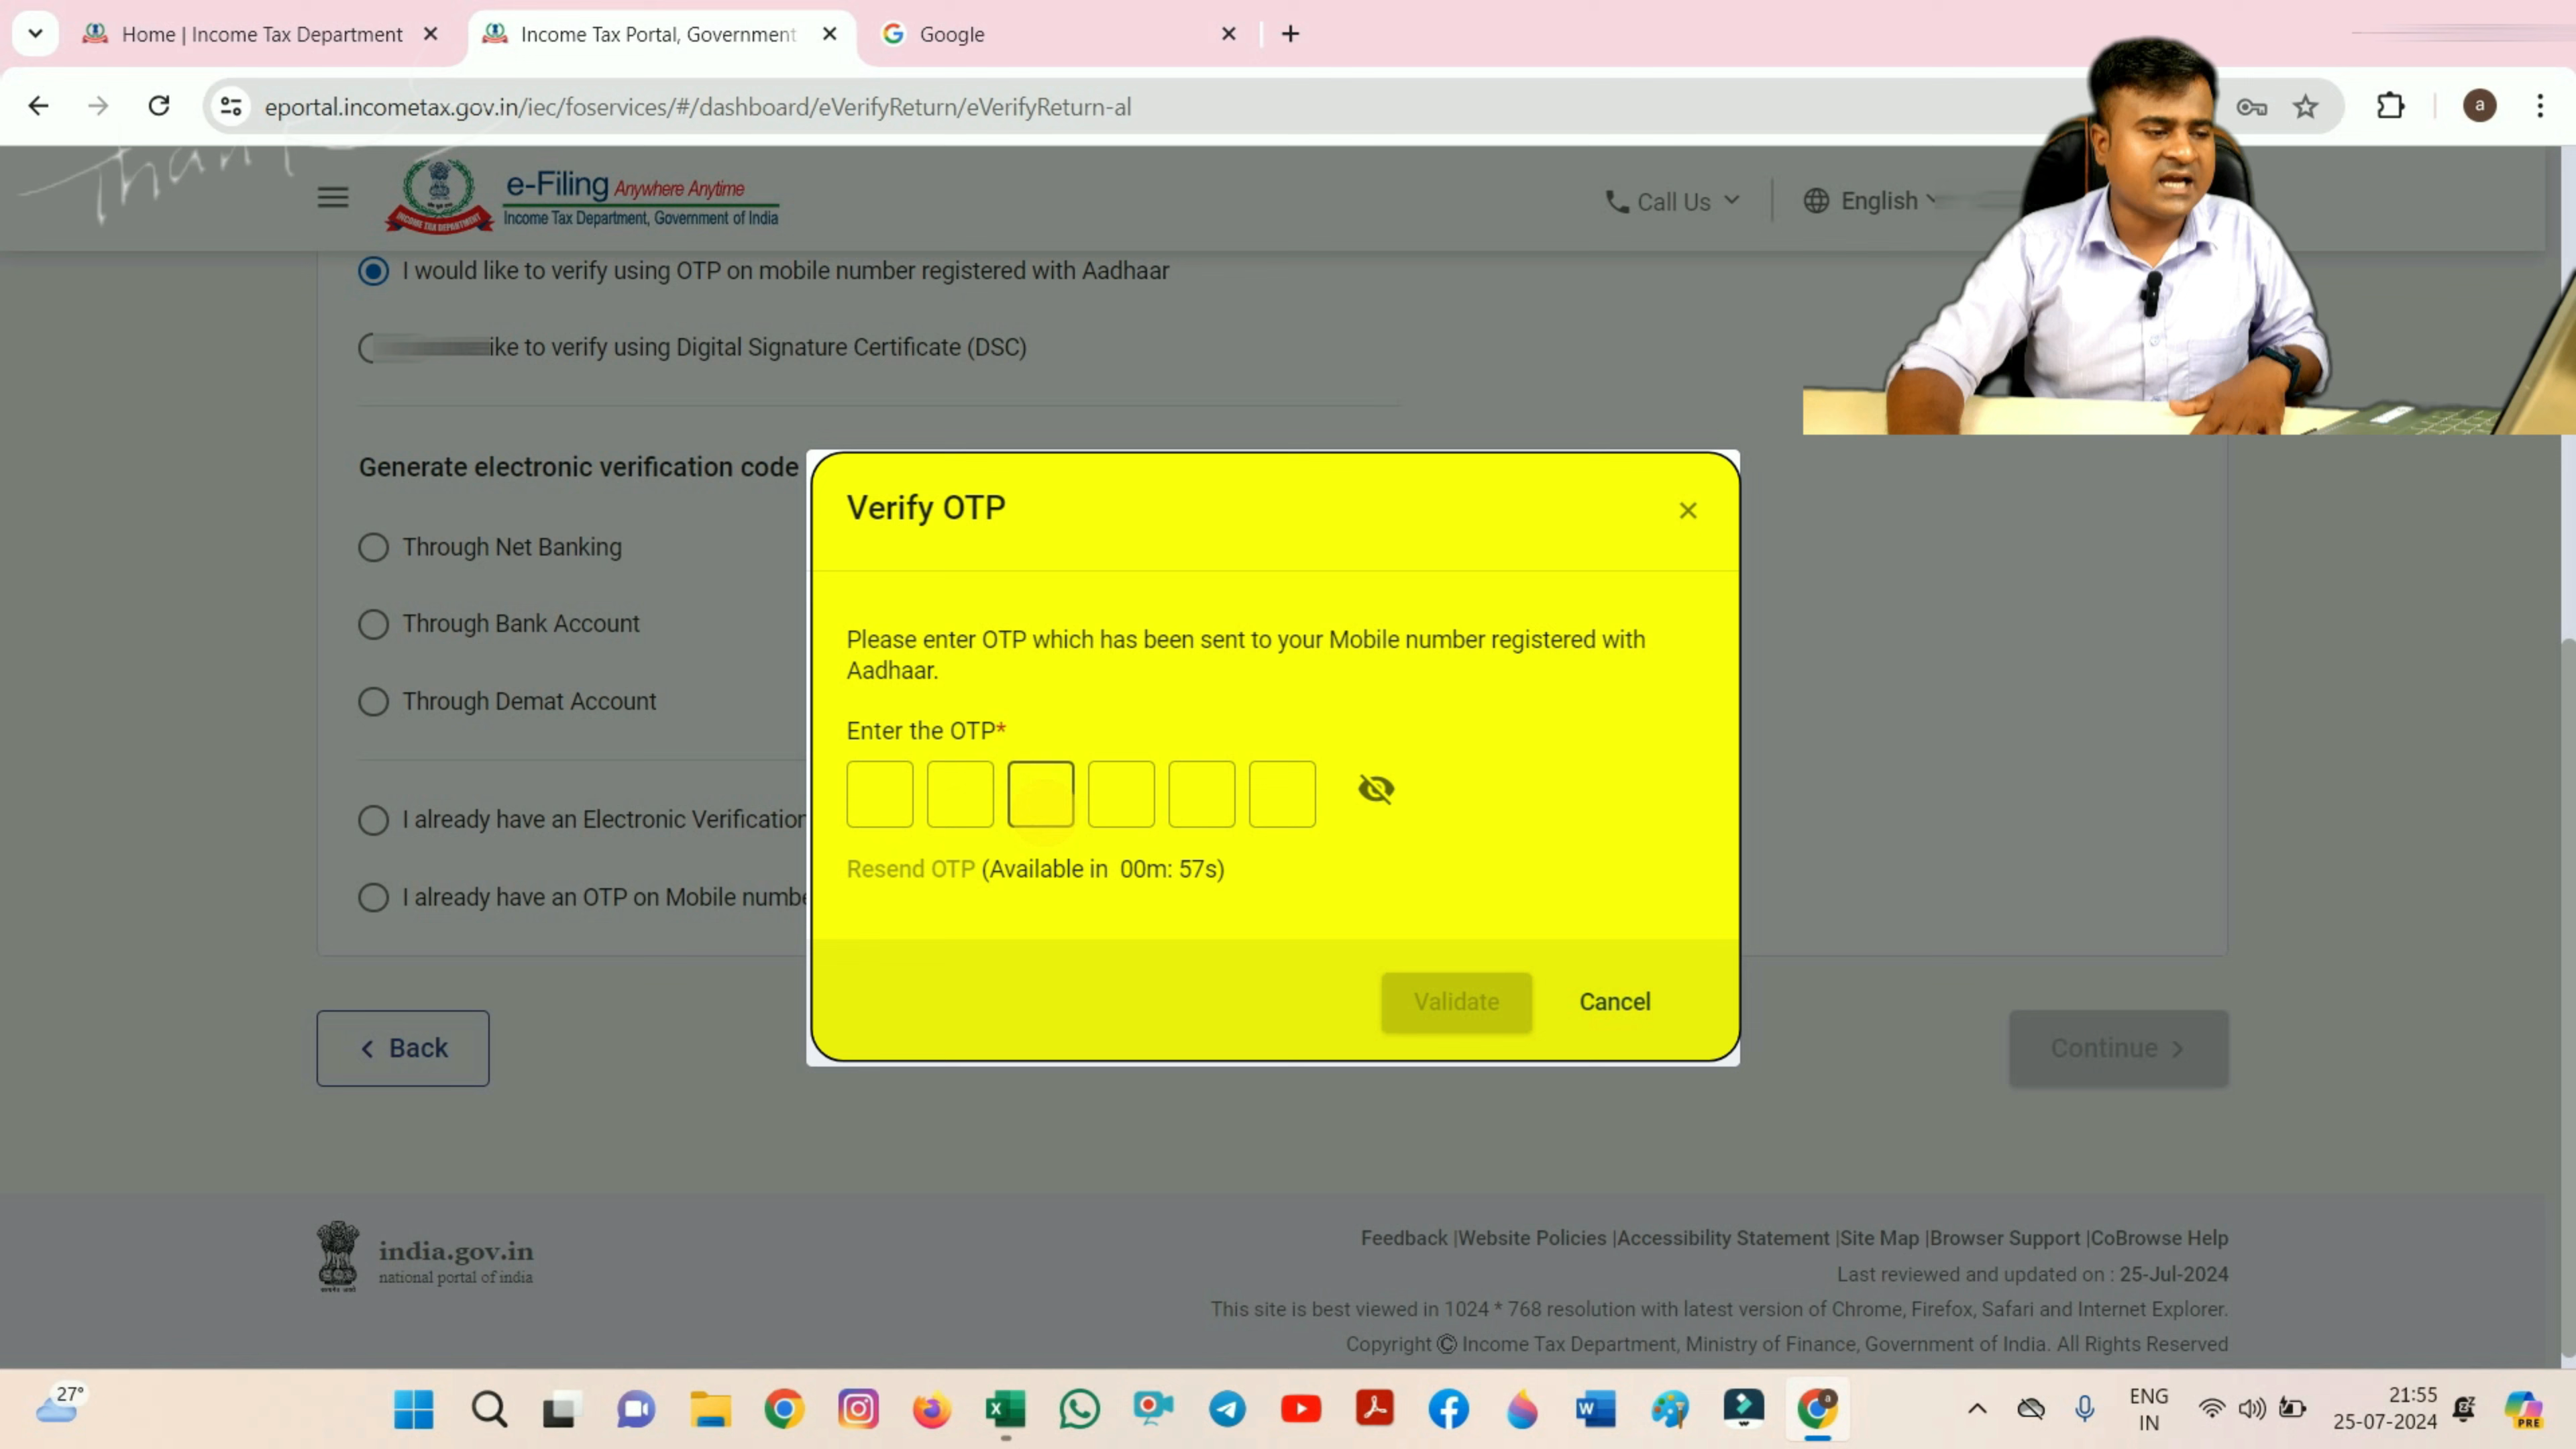 Home | Income Tax Department
Income Tax Portal, Government
Google
eportal.incometax.gov.in/iec/foservices/#/dashboard/eVerifyReturn/eVerifyReturn-al
a
e-Filing Anywhere Anytime
Income Tax Department, Government of India
INCOME TAX DEPARTMENT
Call Us
English
I would like to verify using OTP on mobile number registered with Aadhaar
ike to verify using Digital Signature Certificate (DSC)
Generate electronic verification code
Through Net Banking
Through Bank Account
Through Demat Account
I already have an Electronic Verification
I already have an OTP on Mobile numbe
Verify OTP
Please enter OTP which has been sent to your Mobile number registered with
Aadhaar.
Enter the OTP*
Resend OTP (Available in 00m: 57s)
Validate
Cancel
Back
Continue
india.gov.in
national portal of india
Feedback |Website Policies |Accessibility Statement |Site Map |Browser Support |CoBrowse Help
Last reviewed and updated on : 25-Jul-2024
This site is best viewed in 1024 * 768 resolution with latest version of Chrome, Firefox, Safari and Internet Explorer.
Copyright © Income Tax Department, Ministry of Finance, Government of India. All Rights Reserved
27°
ENG
IN
21:55
25-07-2024
PRE